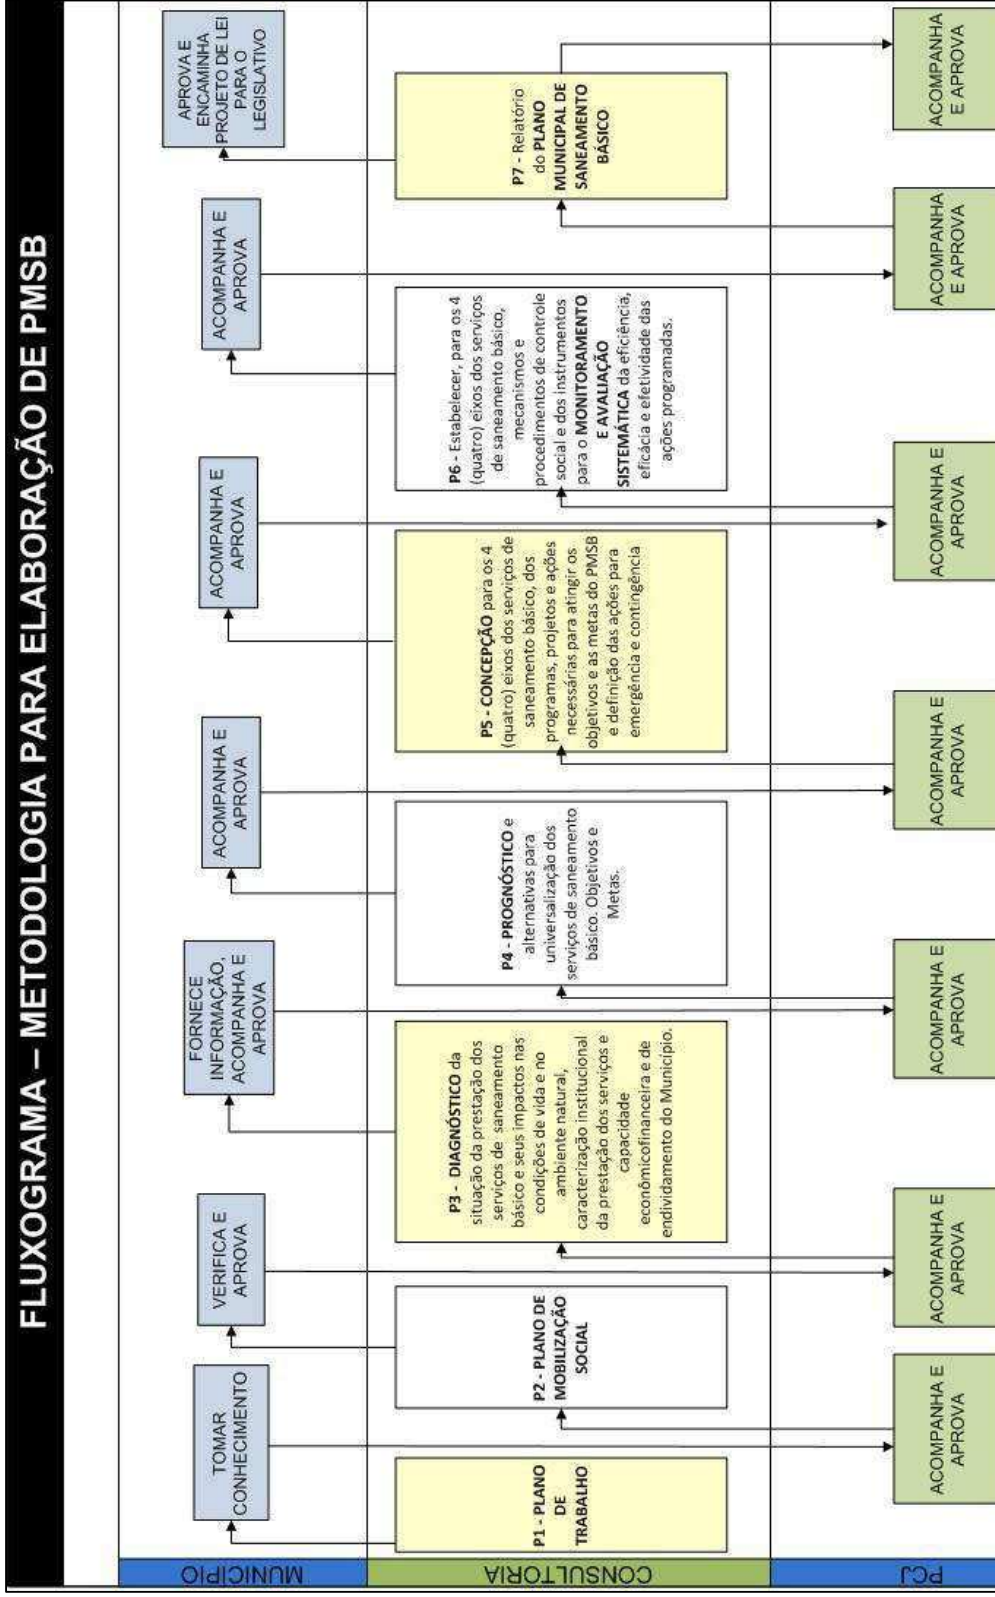 FLUXOGRAMA – METODOLOGIA PARA ELABORAÇÃO DE PMSB
MUNICÍPIO
TOMAR
CONHECIMENTO
VERIFICA E
APROVA
FORNECE
INFORMAÇÃO,
ACOMPANHA E
APROVA
ACOMPANHA E
APROVA
ACOMPANHA E
APROVA
ACOMPANHA E
APROVA
APROVA E
ENCAMINHA
PROJETO DE LEI
PARA O
LEGISLATIVO
CONSULTORIA
P1 - PLANO
DE
TRABALHO
P2 - PLANO DE
MOBILIZAÇÃO
SOCIAL
P3 - DIAGNÓSTICO da
situação da prestação dos
serviços de saneamento
básico e seus impactos nas
condições de vida e no
ambiente natural,
caracterização institucional
da prestação dos serviços e
capacidade
econômicofinanceira e de
endividamento do Município.
P4 - PROGNÓSTICO e
alternativas para
universalização dos
serviços de saneamento
básico. Objetivos e
Metas.
P5 - CONCEPÇÃO para os 4
(quatro) eixos dos serviços de
saneamento básico, dos
programas, projetos e ações
necessárias para atingir os
objetivos e as metas do PMSB
e definição das ações para
emergência e contingência
P6 - Estabelecer, para os 4
(quatro) eixos dos serviços
de saneamento básico,
mecanismos e
procedimentos de controle
social e dos instrumentos
para o MONITORAMENTO
E AVALIAÇÃO
SISTEMÁTICA da eficiência,
eficácia e efetividade das
ações programadas.
P7 - Relatório
do PLANO
MUNICIPAL DE
SANEAMENTO
BÁSICO
PCJ
ACOMPANHA E
APROVA
ACOMPANHA E
APROVA
ACOMPANHA E
APROVA
ACOMPANHA E
APROVA
ACOMPANHA E
APROVA
ACOMPANHA
E APROVA
ACOMPANHA
E APROVA